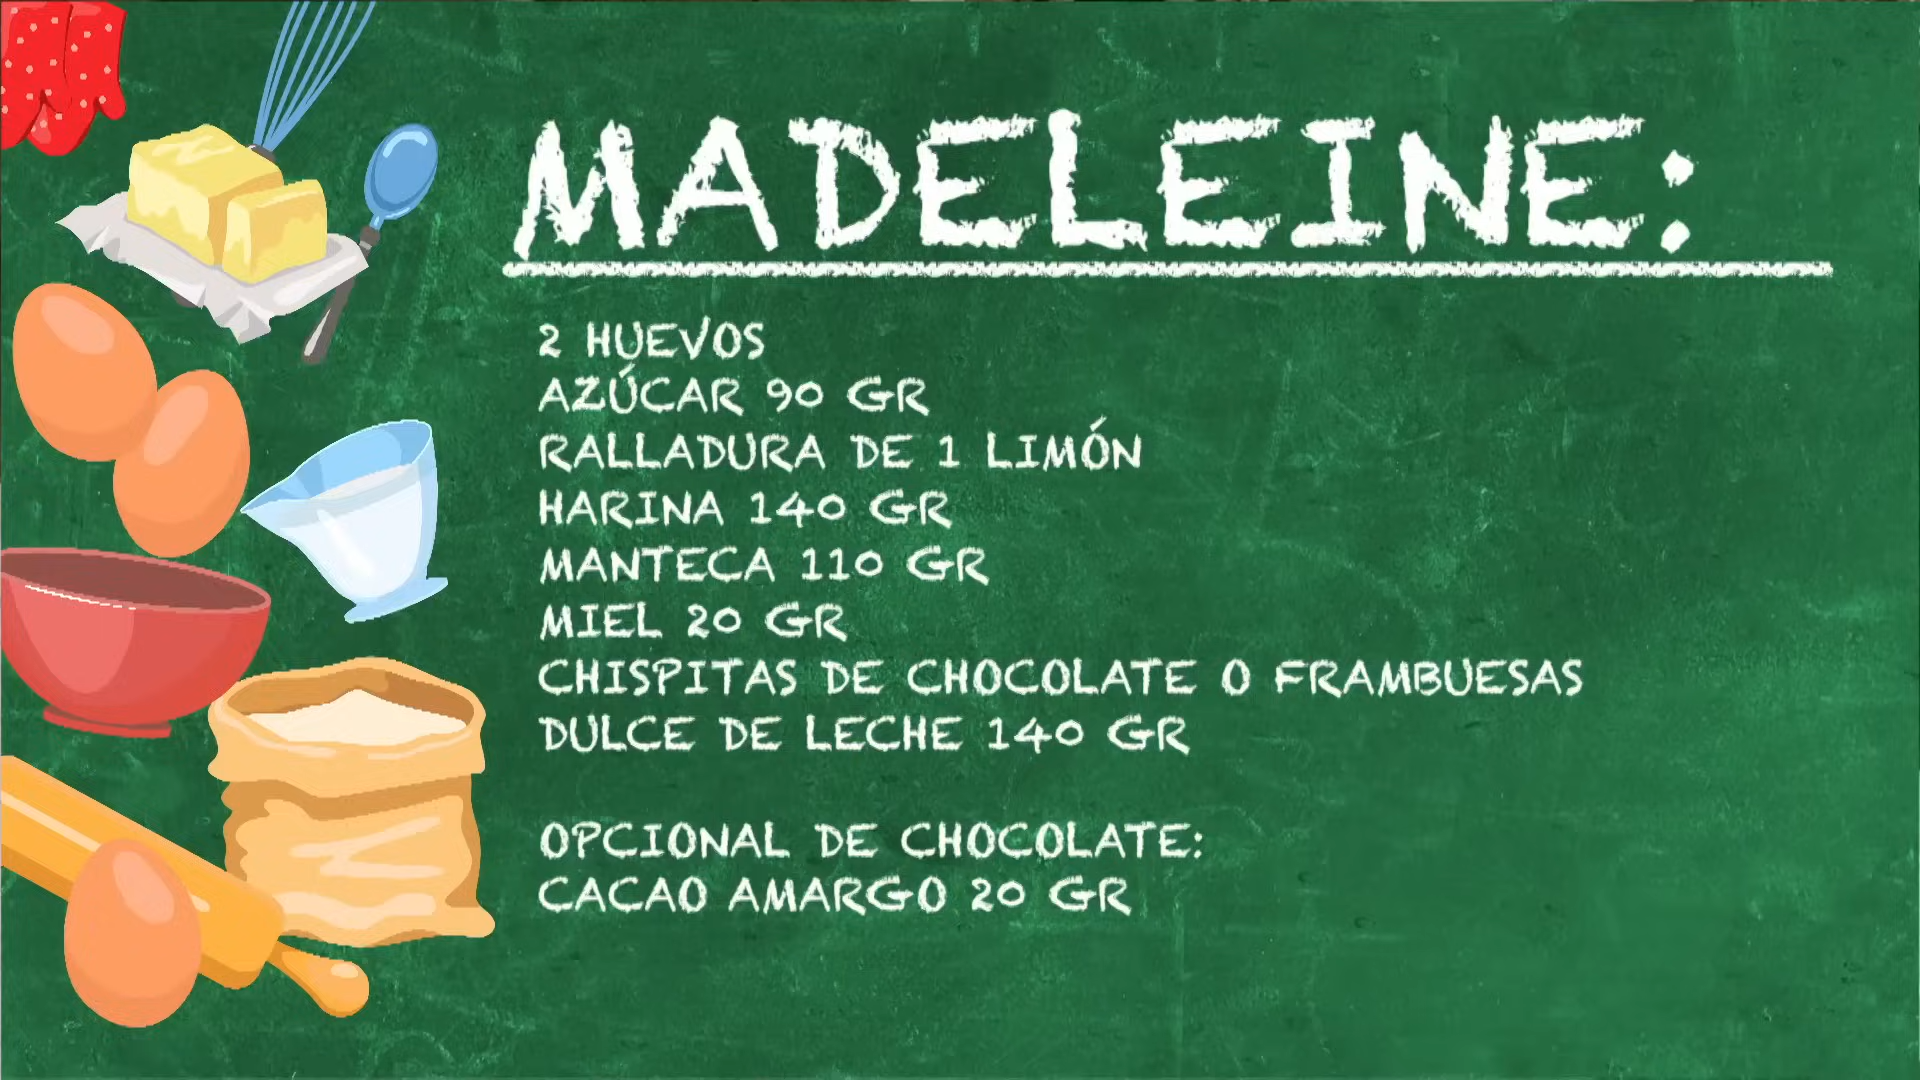 MADELEINE:
2 HUEVOS
AZÚCAR 90 GR
RALLADURA DE 1 LIMÓN
HARINA 140 GR
MANTECA 110 GR
MIEL 20 GR
CHISPITAS DE CHOCOLATE O FRAMBUESAS
DULCE DE LECHE 140 GR
OPCIONAL DE CHOCOLATE:
CACAO AMARGO 20 GR